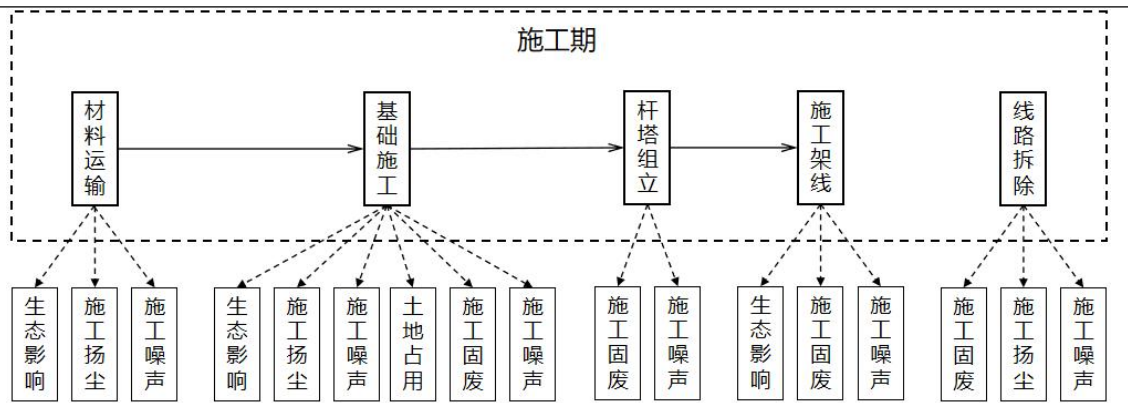 施工期
材料运输
基础施工
杆塔组立
施工架线
线路拆除
生态影响
施工扬尘
施工噪声
生态影响
施工扬尘
施工噪声
土地占用
施工固废
施工噪声
施工固废
施工噪声
生态影响
施工固废
施工噪声
施工固废
施工扬尘
施工噪声